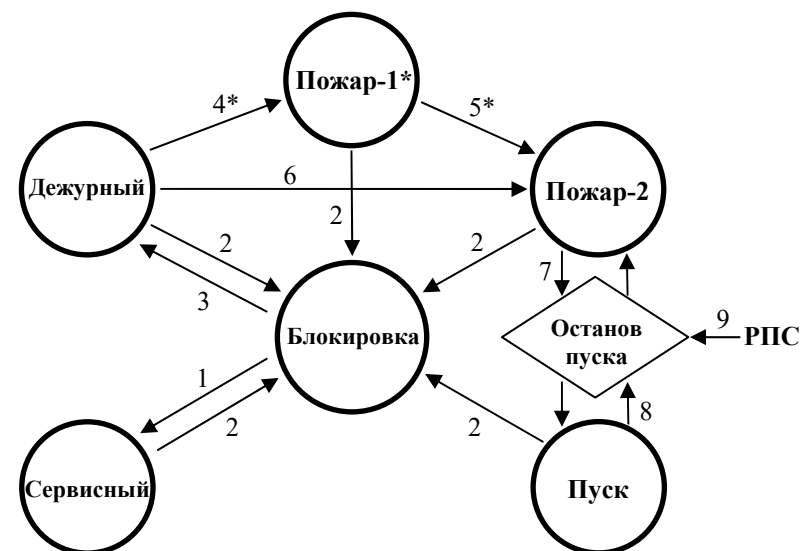 Пожар-1*
4*
5*
Дежурный
6
Пожар-2
2
2
2
7
3
9
РПС
Останов
пуска
Блокировка
1
2
2
8
Сервисный
Пуск